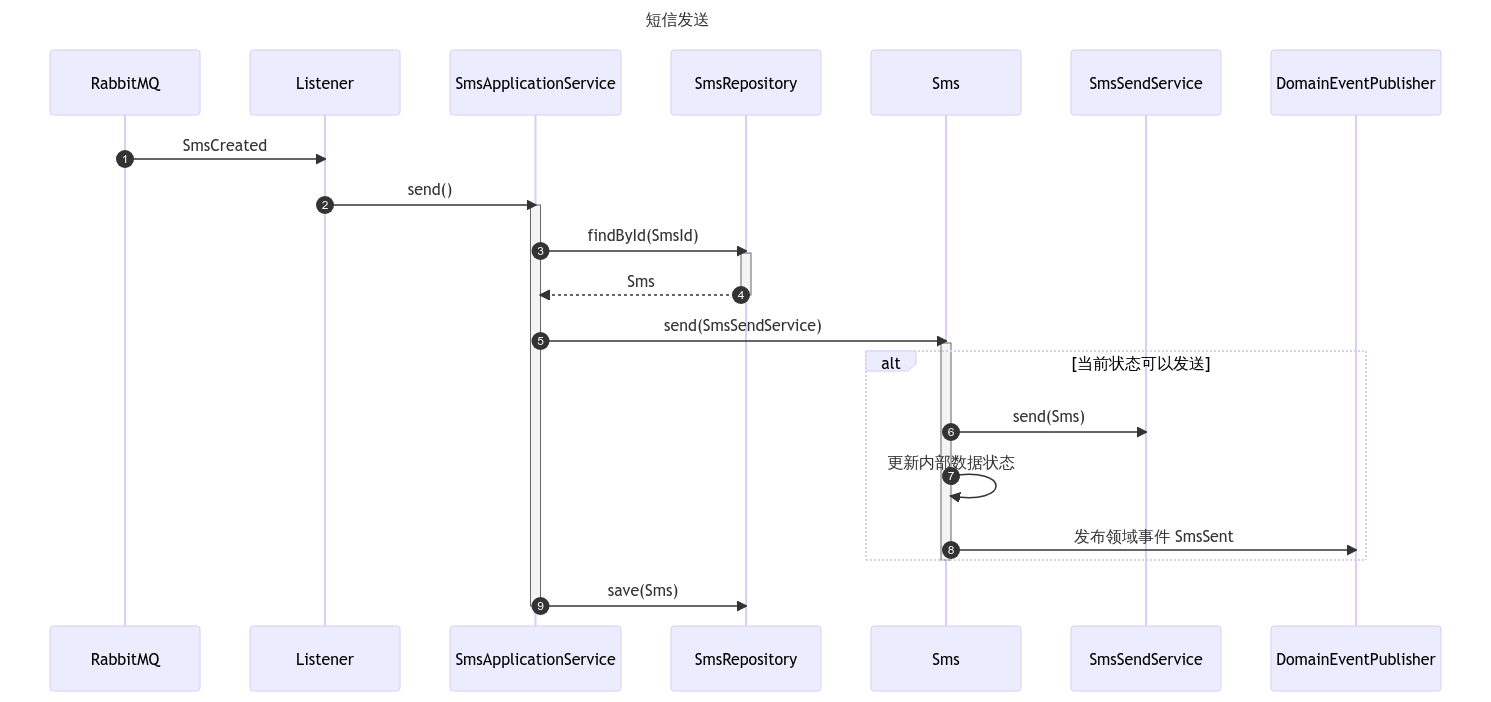 短信发送
RabbitMQ
Listener
SmsApplicationService
SmsRepository
Sms
SmsSendService
DomainEventPublisher
1
SmsCreated
2
send()
3
findById(SmsId)
Sms
4
5
send(SmsSendService)
alt
[当前状态可以发送]
6
send(Sms)
更新内部数据状态
7
8
发布领域事件 SmsSent
9
save(Sms)
RabbitMQ
Listener
SmsApplicationService
SmsRepository
Sms
SmsSendService
DomainEventPublisher